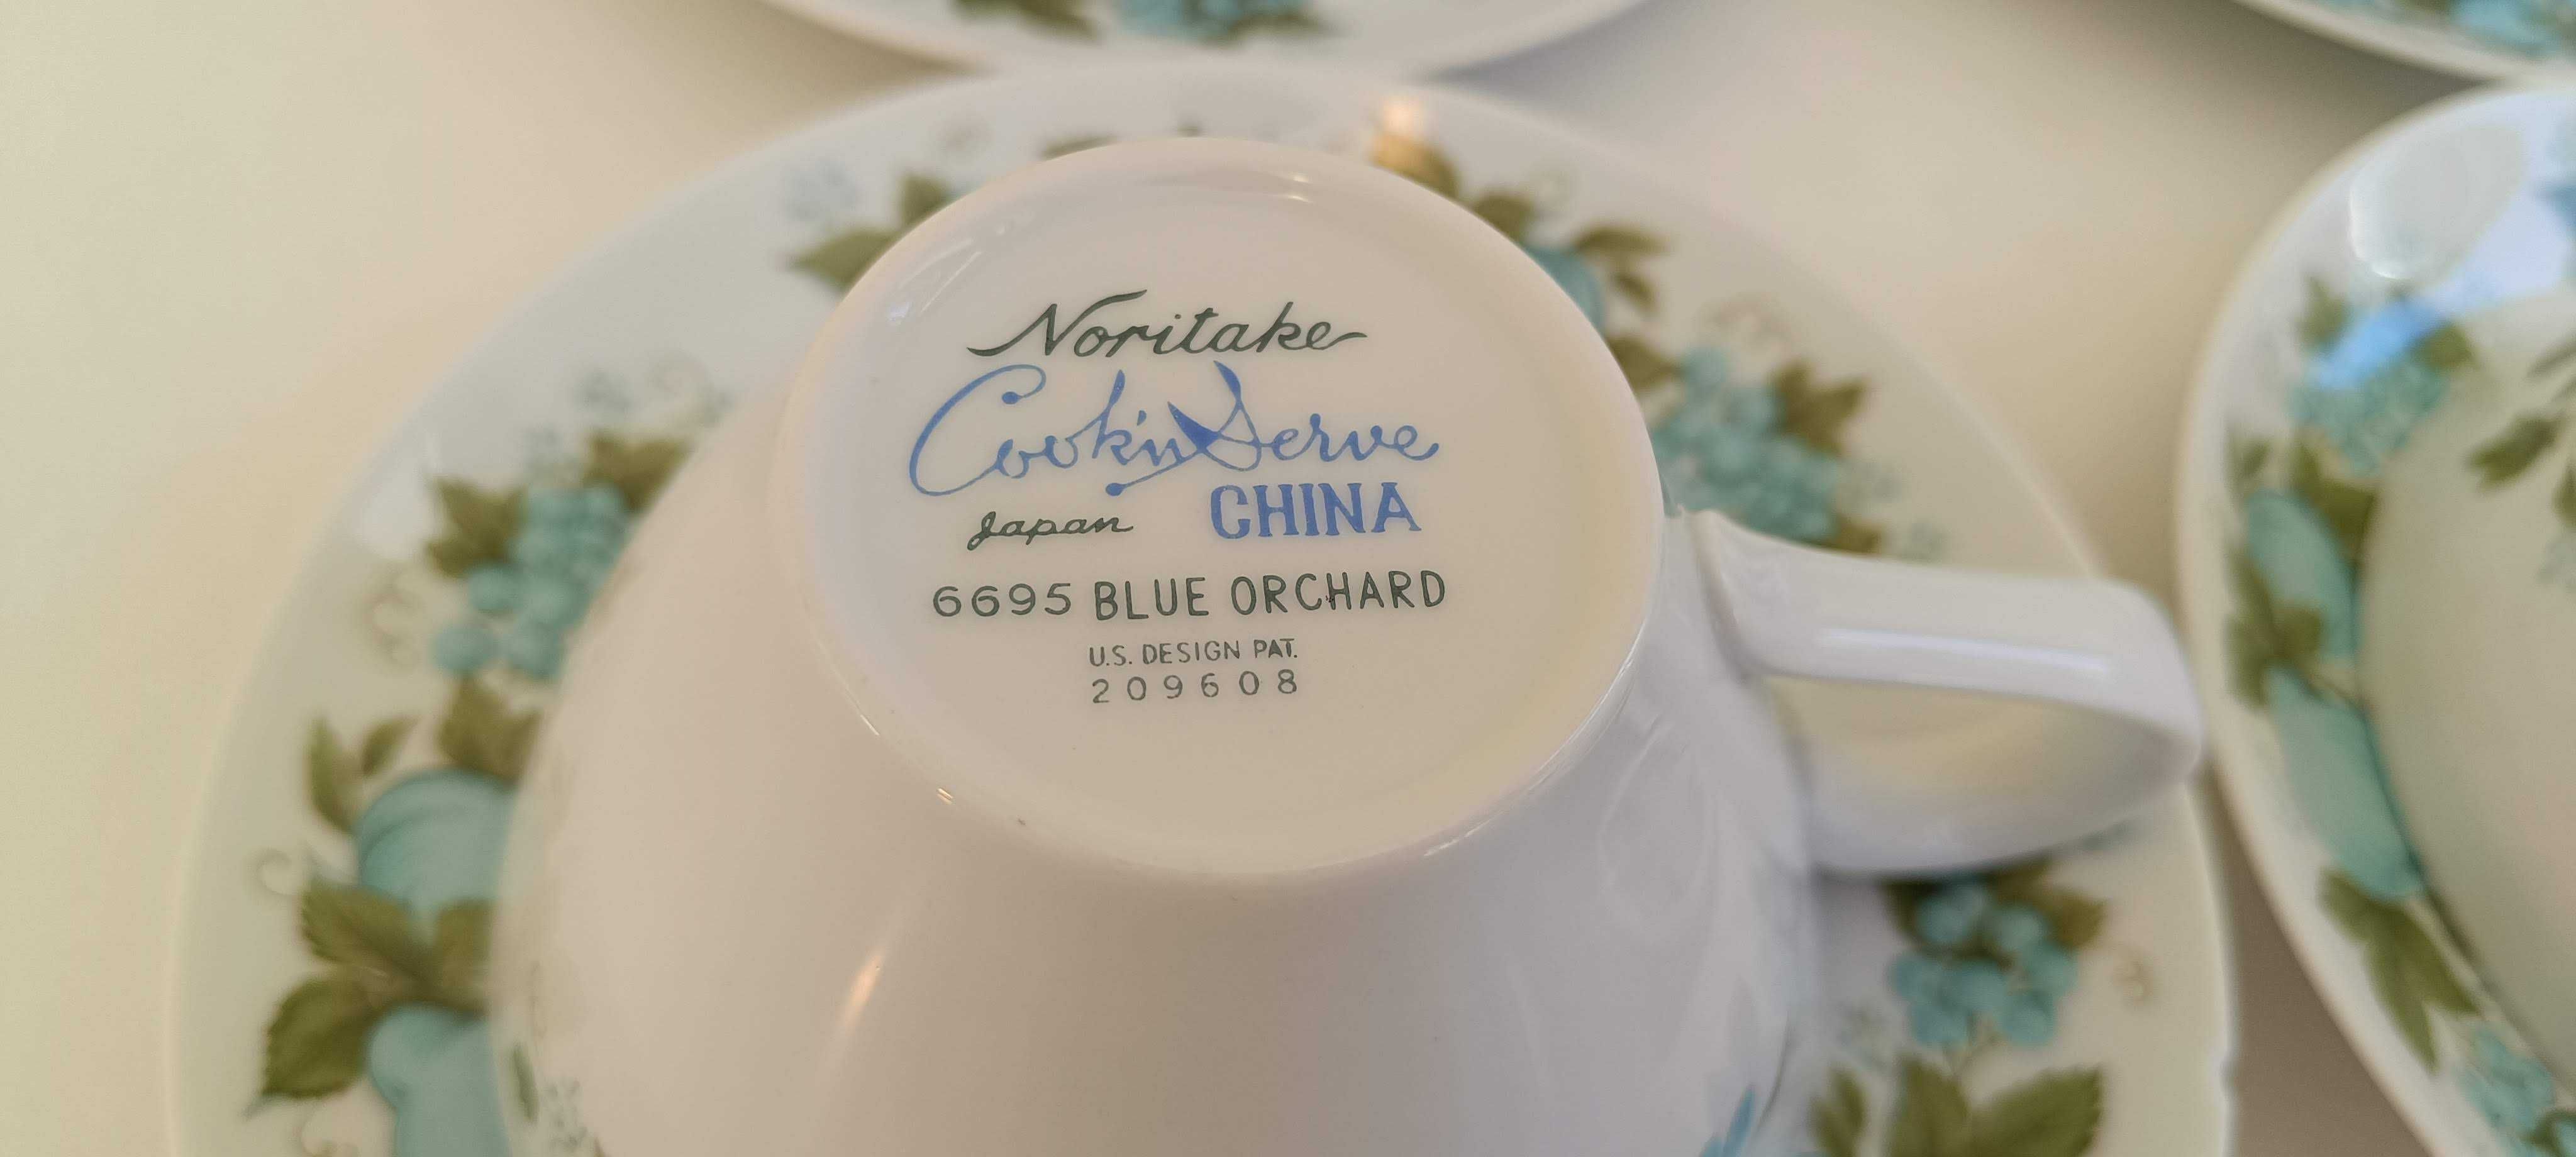 Noritake
Cook'n Serve
Japan CHINA
6695 BLUE ORCHARD
U.S. DESIGN PAT.
209608